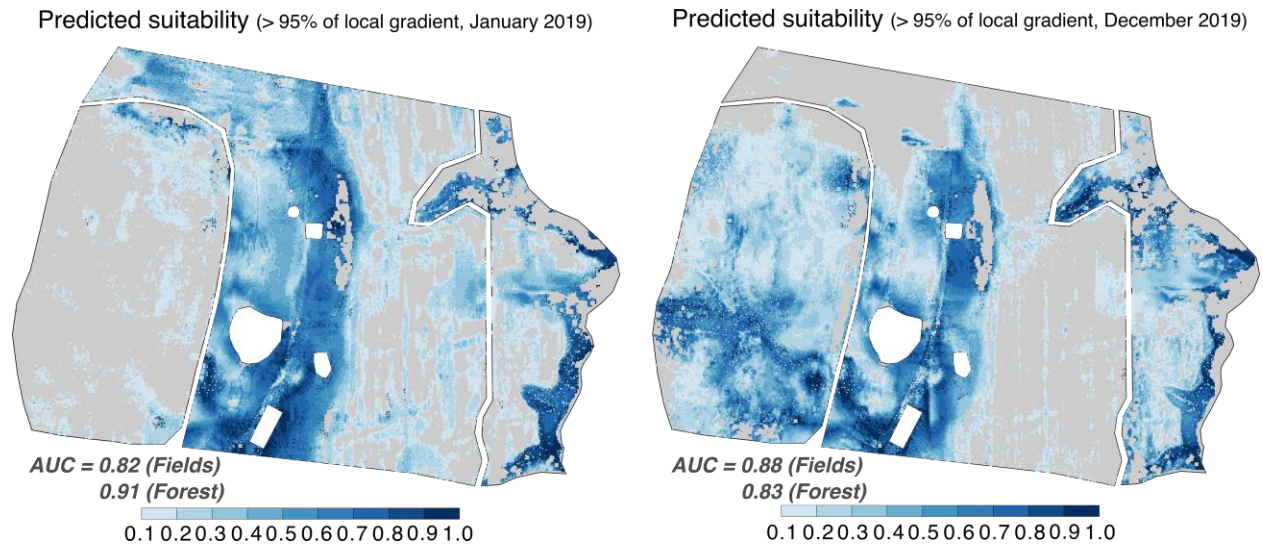 Predicted suitability (> 95% of local gradient, January 2019)
AUC = 0.82 (Fields)
0.91 (Forest)
0.1 0.2 0.3 0.4 0.5 0.6 0.7 0.8 0.9 1.0
Predicted suitability (> 95% of local gradient, December 2019)
AUC = 0.88 (Fields)
0.83 (Forest)
0.1 0.2 0.3 0.4 0.5 0.6 0.7 0.8 0.9 1.0